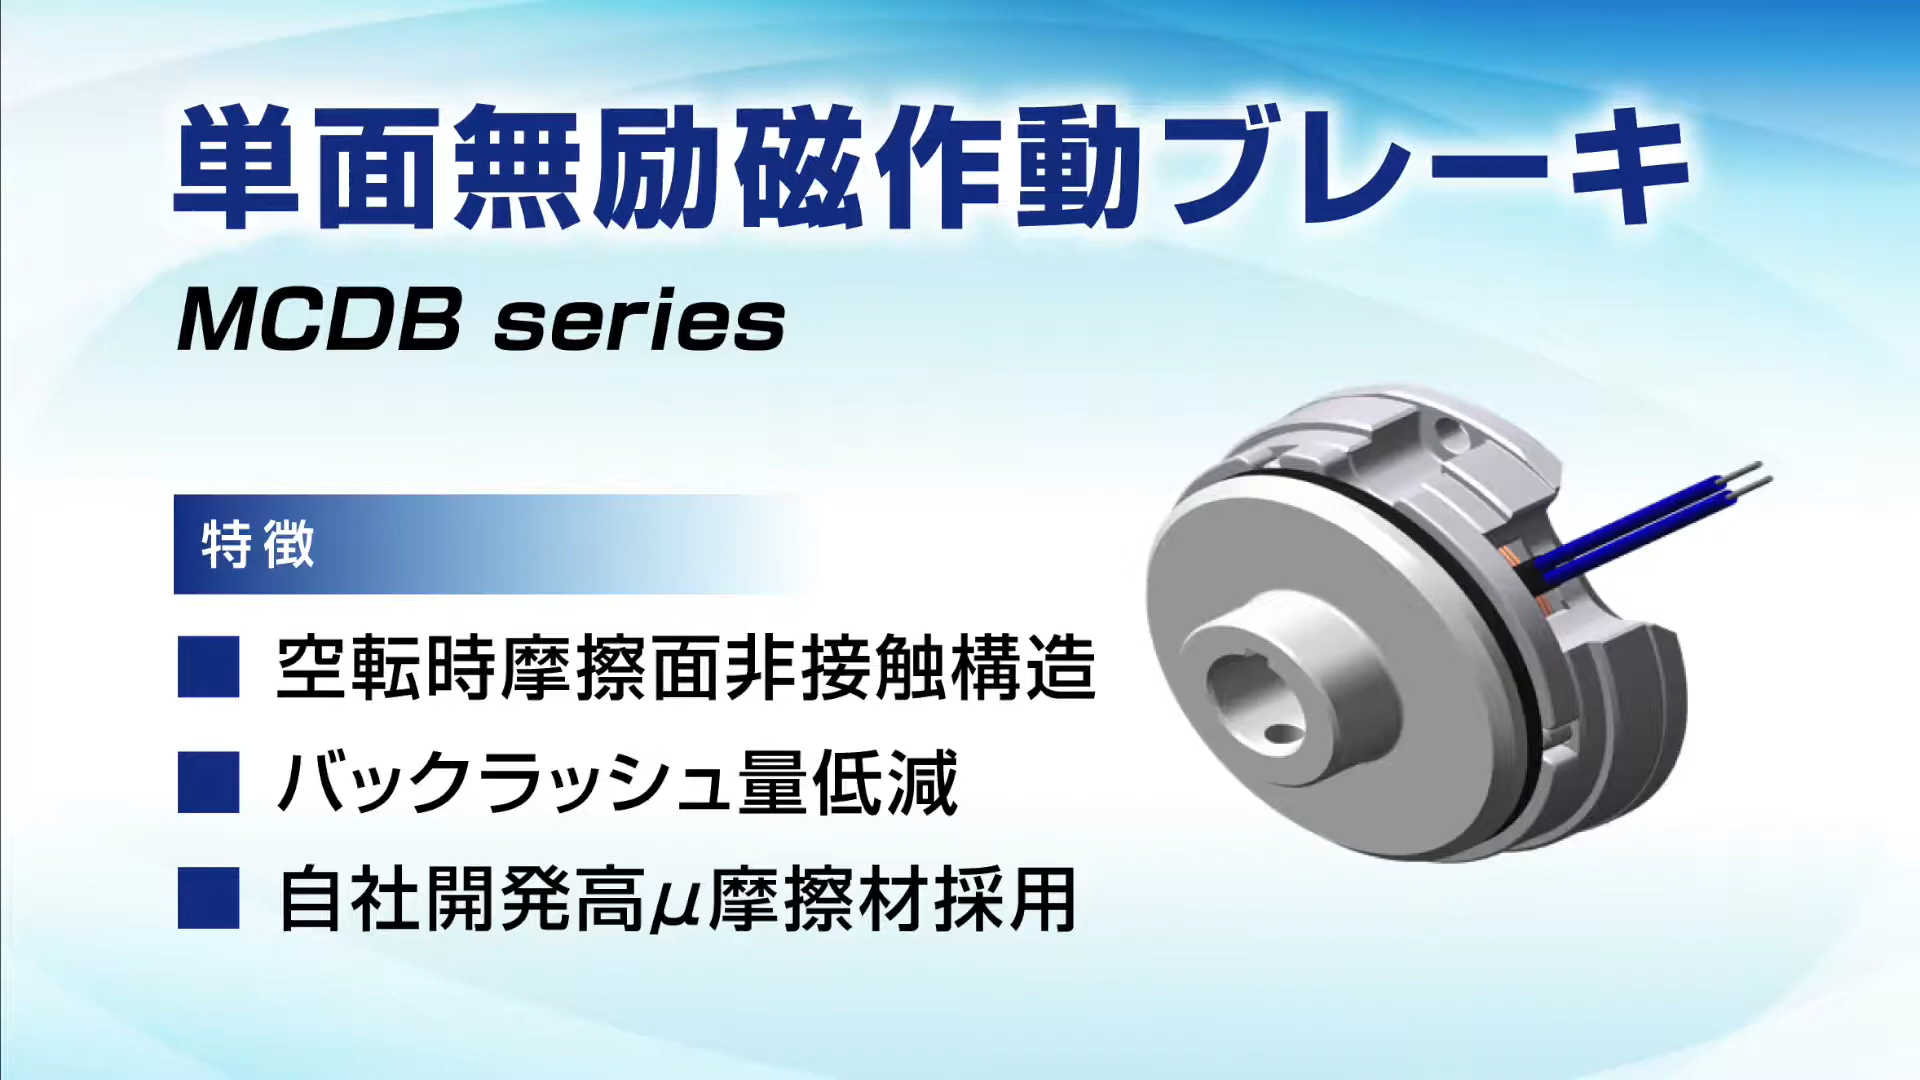 単面無励磁作動ブレーキ
MCDB series
特徴
空転時摩擦面非接触構造
バックラッシュ量低減
自社開発高μ摩擦材採用